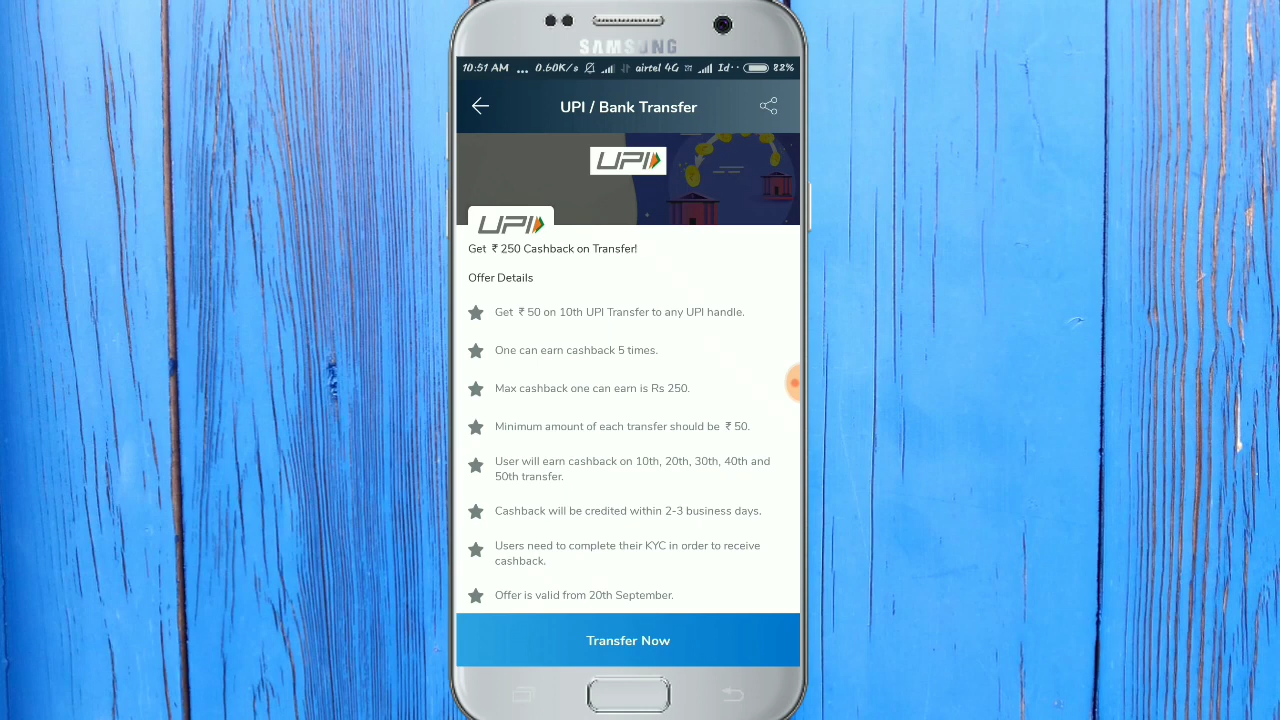 SAMSUNG
10:51 AM ... 0.60K/s airtel 4G Id·· 82%
UPI / Bank Transfer
UPI
UPI
Get ₹ 250 Cashback on Transfer!
Offer Details
Get ₹ 50 on 10th UPI Transfer to any UPI handle.
One can earn cashback 5 times.
Max cashback one can earn is Rs 250.
Minimum amount of each transfer should be ₹ 50.
User will earn cashback on 10th, 20th, 30th, 40th and
50th transfer.
Cashback will be credited within 2-3 business days.
Users need to complete their KYC in order to receive
cashback.
Offer is valid from 20th September.
Transfer Now